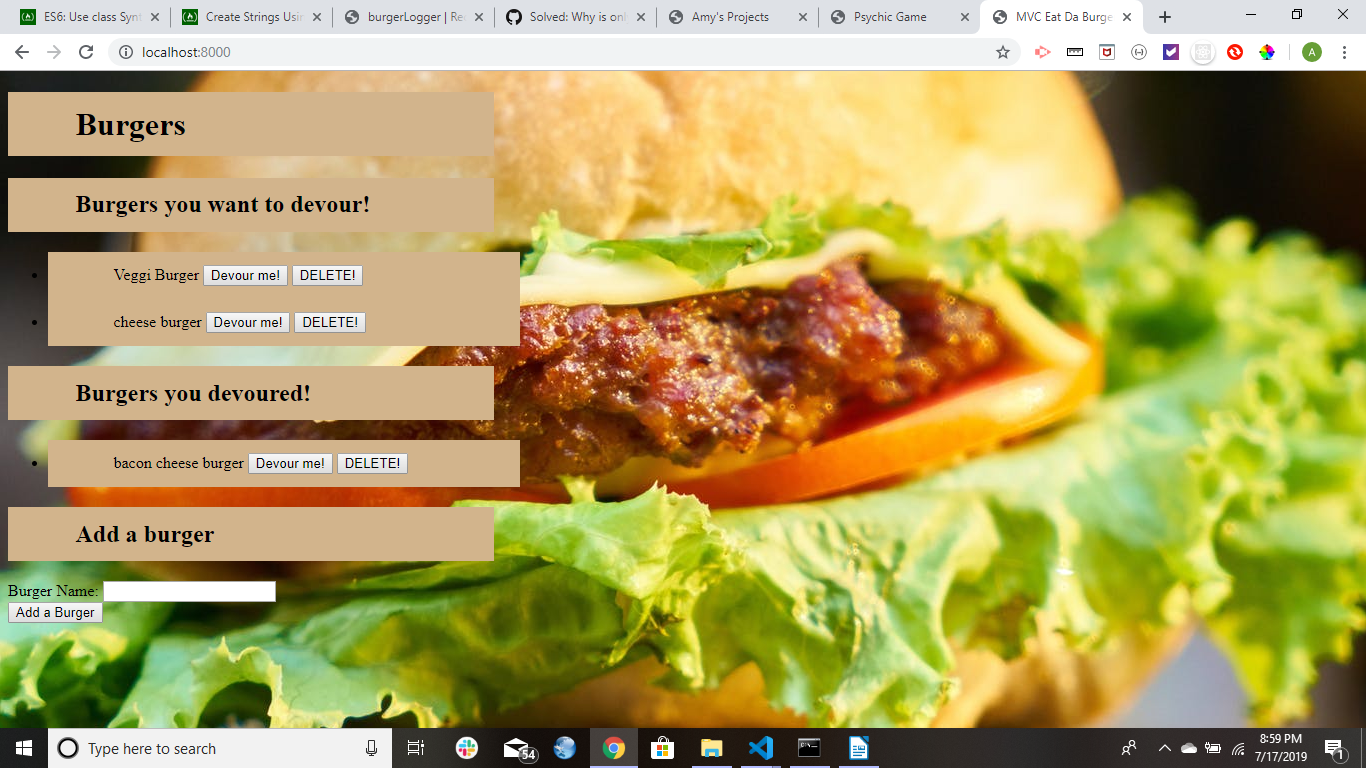 ES6: Use class Synt
Create Strings Usin
burgerLogger | Re
Solved: Why is onl
Amy's Projects
Psychic Game
MVC Eat Da Burge
localhost:8000
A
Burgers
Burgers you want to devour!
Veggi Burger Devour me! DELETE!
cheese burger Devour me! DELETE!
Burgers you devoured!
bacon cheese burger Devour me! DELETE!
Add a burger
Burger Name:
Add a Burger
Type here to search
54
8:59 PM
7/17/2019
1